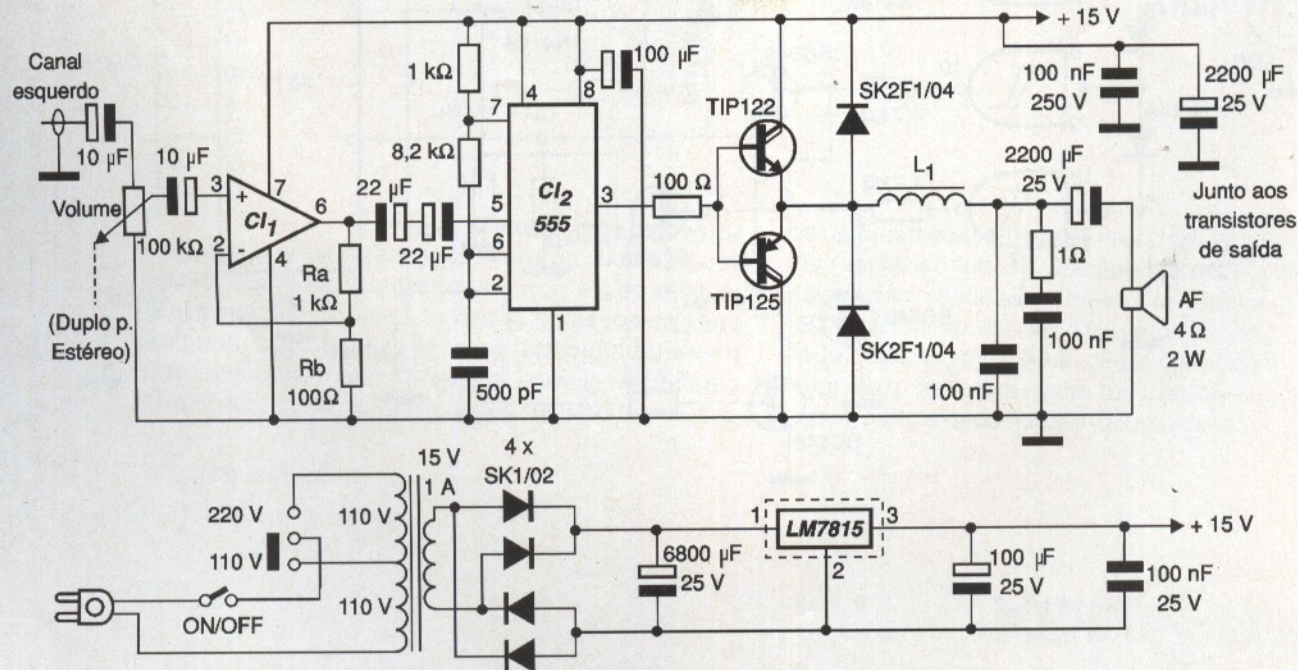 Canal
esquerdo
10 µF
Volume
100 kΩ
(Duplo p.
Estéreo)
10 µF
3
+
2
-
CI1
7
6
4
Ra
1 kΩ
Rb
100Ω
22 µF
22 µF
1 kΩ
8,2 kΩ
7
4
8
5
6
2
3
1
CI2
555
100 µF
500 pF
100 Ω
TIP122
TIP125
SK2F1/04
SK2F1/04
L1
+ 15 V
100 nF
250 V
2200 µF
25 V
Junto aos
transistores
de saída
2200 µF
25 V
1Ω
100 nF
100 nF
AF
4 Ω
2 W
220 V
110 V
ON/OFF
110 V
110 V
15 V
1 A
4 x
SK1/02
6800 µF
25 V
1
LM7815
3
2
100 µF
25 V
100 nF
25 V
+ 15 V